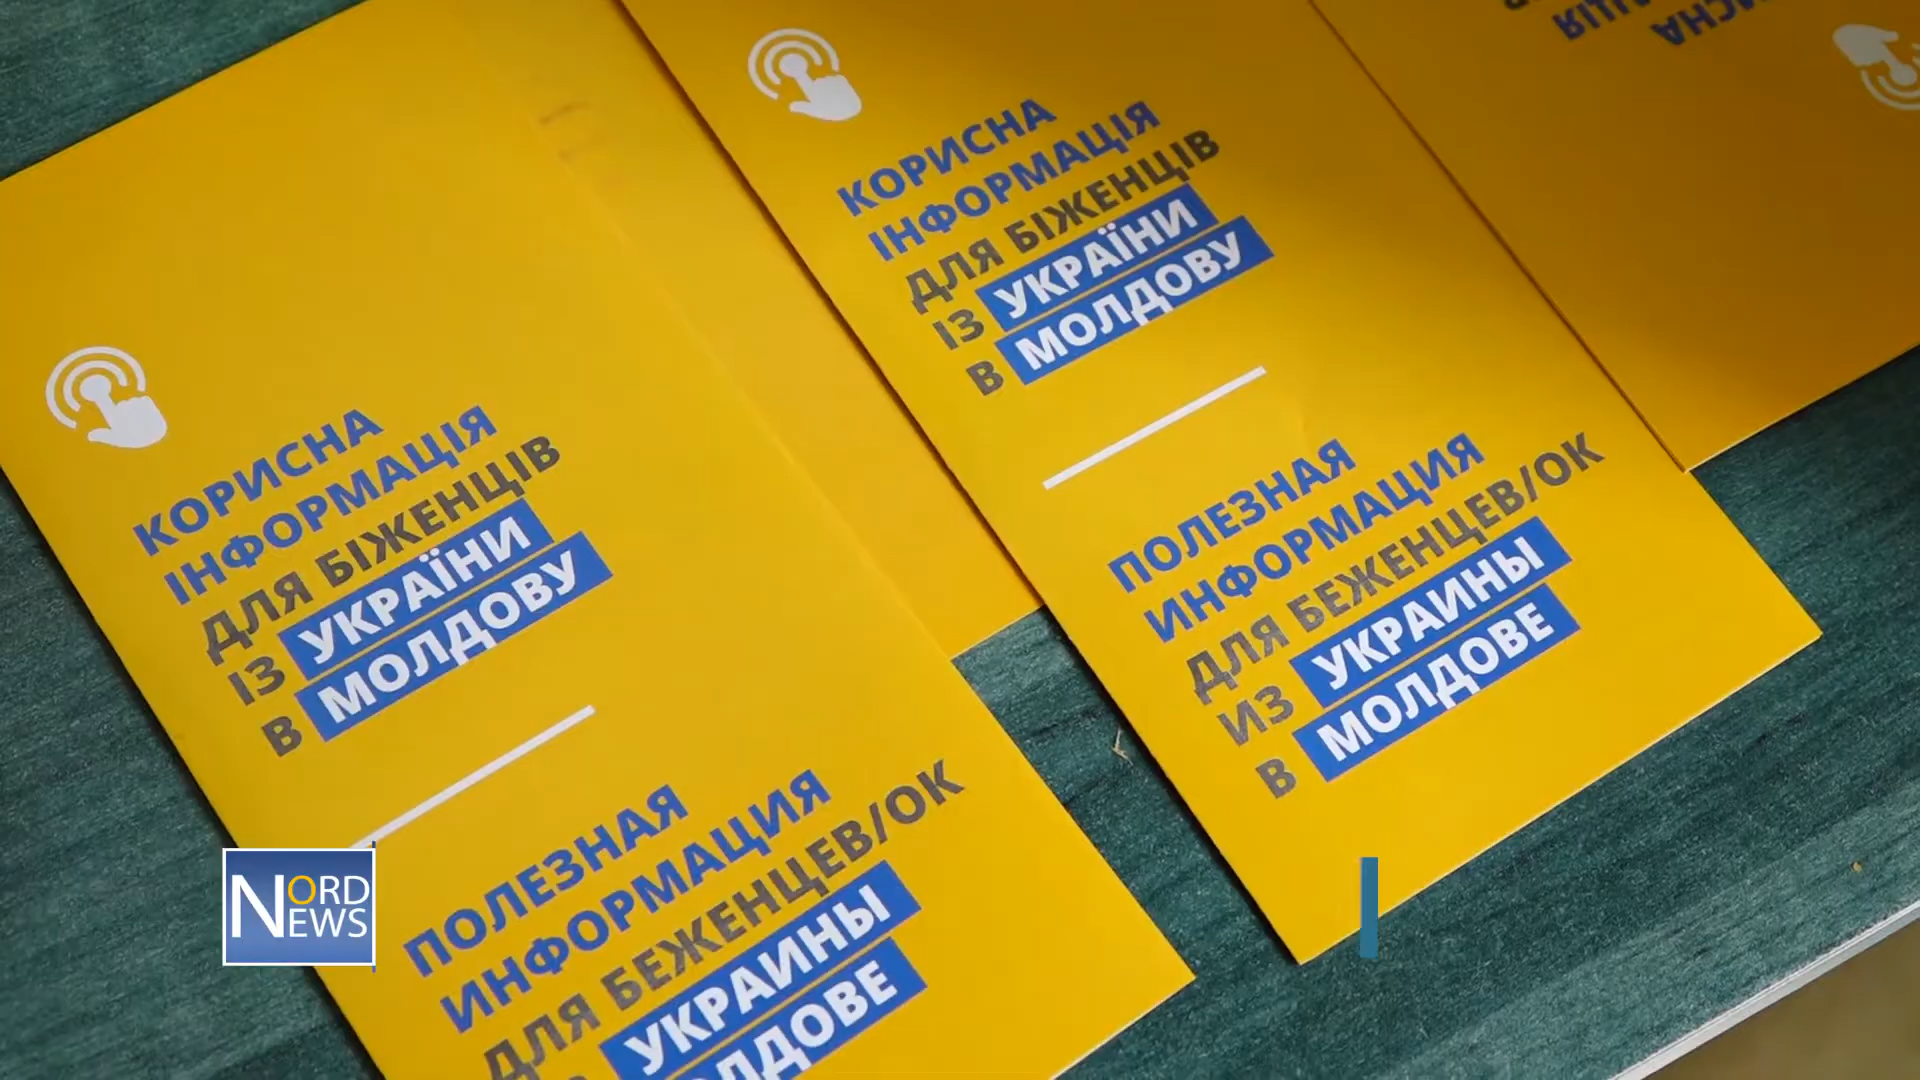 КОРИСНА
ІНФОРМАЦІЯ
ДЛЯ БІЖЕНЦІВ
ІЗ УКРАЇНИ
В МОЛДОВУ
ПОЛЕЗНАЯ
ИНФОРМАЦИЯ
ДЛЯ БЕЖЕНЦЕВ/ОК
УКРАИНЫ
МОЛДОВЕ
КОРИСНА
ІНФОРМАЦІЯ
ДЛЯ БІЖЕНЦІВ
ІЗ УКРАЇНИ
В МОЛДОВУ
ПОЛЕЗНАЯ
ИНФОРМАЦИЯ
ДЛЯ БЕЖЕНЦЕВ/ОК
ИЗ УКРАИНЫ
В МОЛДОВЕ
NORD
NEWS